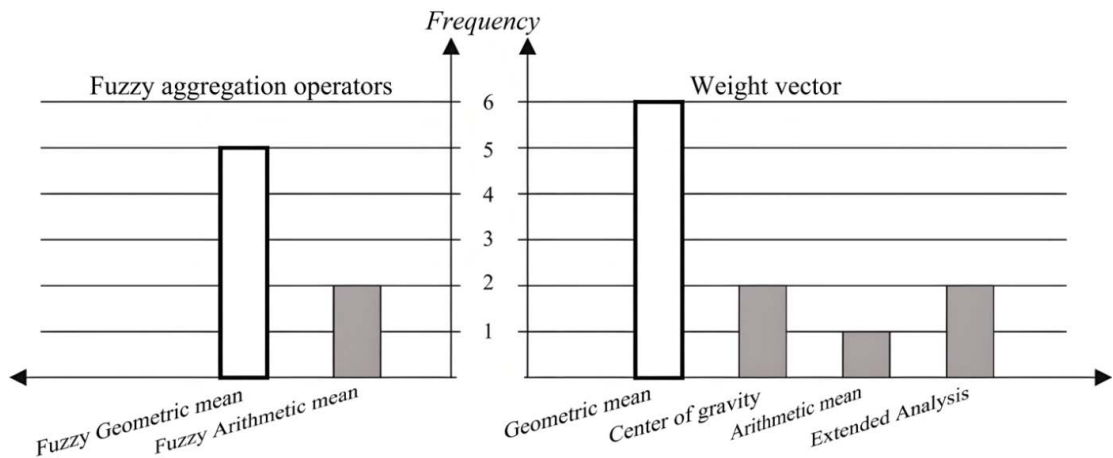 Frequency
Fuzzy aggregation operators
Weight vector
6
5
4
3
2
1
Fuzzy Geometric mean
Fuzzy Arithmetic mean
Geometric mean
Center of gravity
Arithmetic mean
Extended Analysis